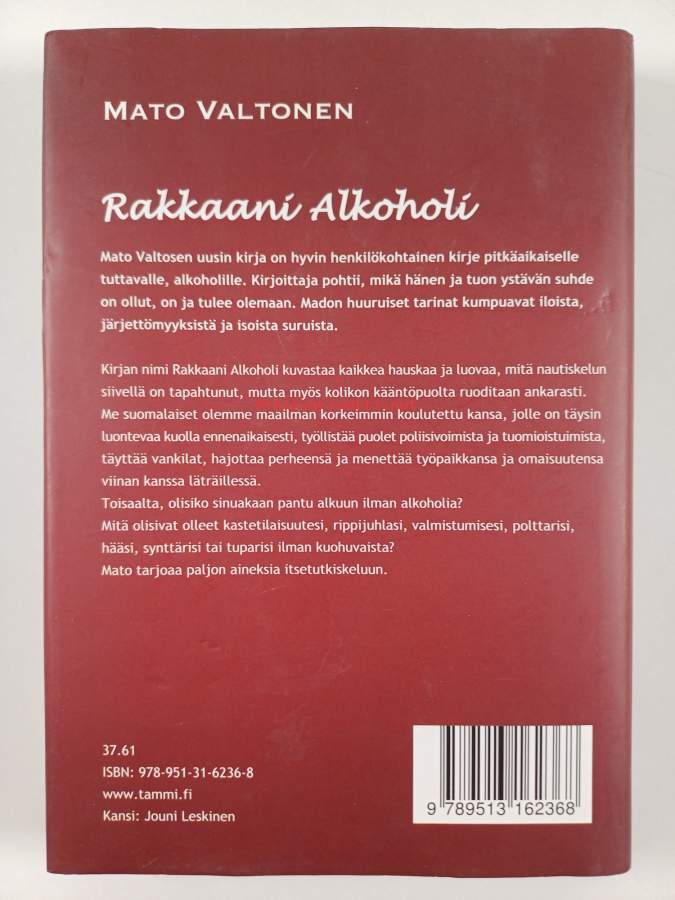 MATO VALTONEN
Rakkaani Alkoholi
Mato Valtosen uusin kirja on hyvin henkilökohtainen kirje pitkäaikaiselle
tuttavalle, alkoholille. Kirjoittaja pohtii, mikä hänen ja tuon ystävän suhde
on ollut, on ja tulee olemaan. Madon huuruiset tarinat kumpuavat iloista,
järjettömyyksistä ja isoista suruista.
Kirjan nimi Rakkaani Alkoholi kuvastaa kaikkea hauskaa ja luovaa, mitä nautiskelun
siivellä on tapahtunut, mutta myös kolikon kääntöpuolta ruoditaan ankarasti.
Me suomalaiset olemme maailman korkeimmin koulutettu kansa, jolle on täysin
luontevaa kuolla ennenaikaisesti, työllistää puolet poliisivoimista ja tuomioistuimista,
täyttää vankilat, hajottaa perheensä ja menettää työpaikkansa ja omaisuutensa
viinan kanssa läträillessä.
Toisaalta, olisiko sinuakaan pantu alkuun ilman alkoholia?
Mitä olisivat olleet kastetilaisuutesi, rippijuhlasi, valmistumisesi, polttarisi,
hääsi, synttärisi tai tuparisi ilman kuohuvaista?
Mato tarjoaa paljon aineksia itsetutkiskeluun.
37.61
ISBN: 978-951-31-6236-8
www.tammi.fi
Kansi: Jouni Leskinen
9 789513 162368